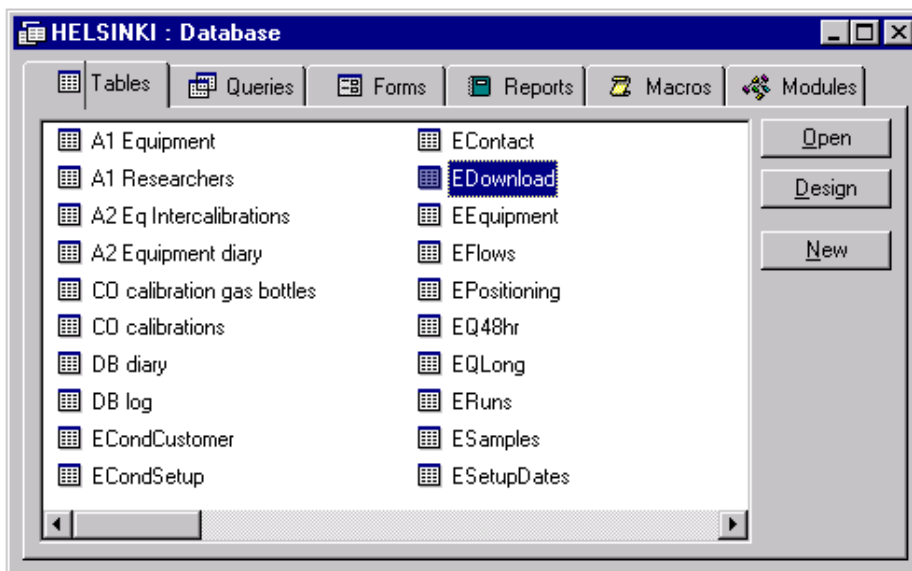 HELSINKI : Database
Tables Queries Forms Reports Macros Modules
A1 Equipment
A1 Researchers
A2 Eq Intercalibrations
A2 Equipment diary
CO calibration gas bottles
CO calibrations
DB diary
DB log
ECondCustomer
ECondSetup
EContact
EDownload
EEquipment
EFlows
EPositioning
EQ48hr
EQLong
ERuns
ESamples
ESetupDates
Open
Design
New